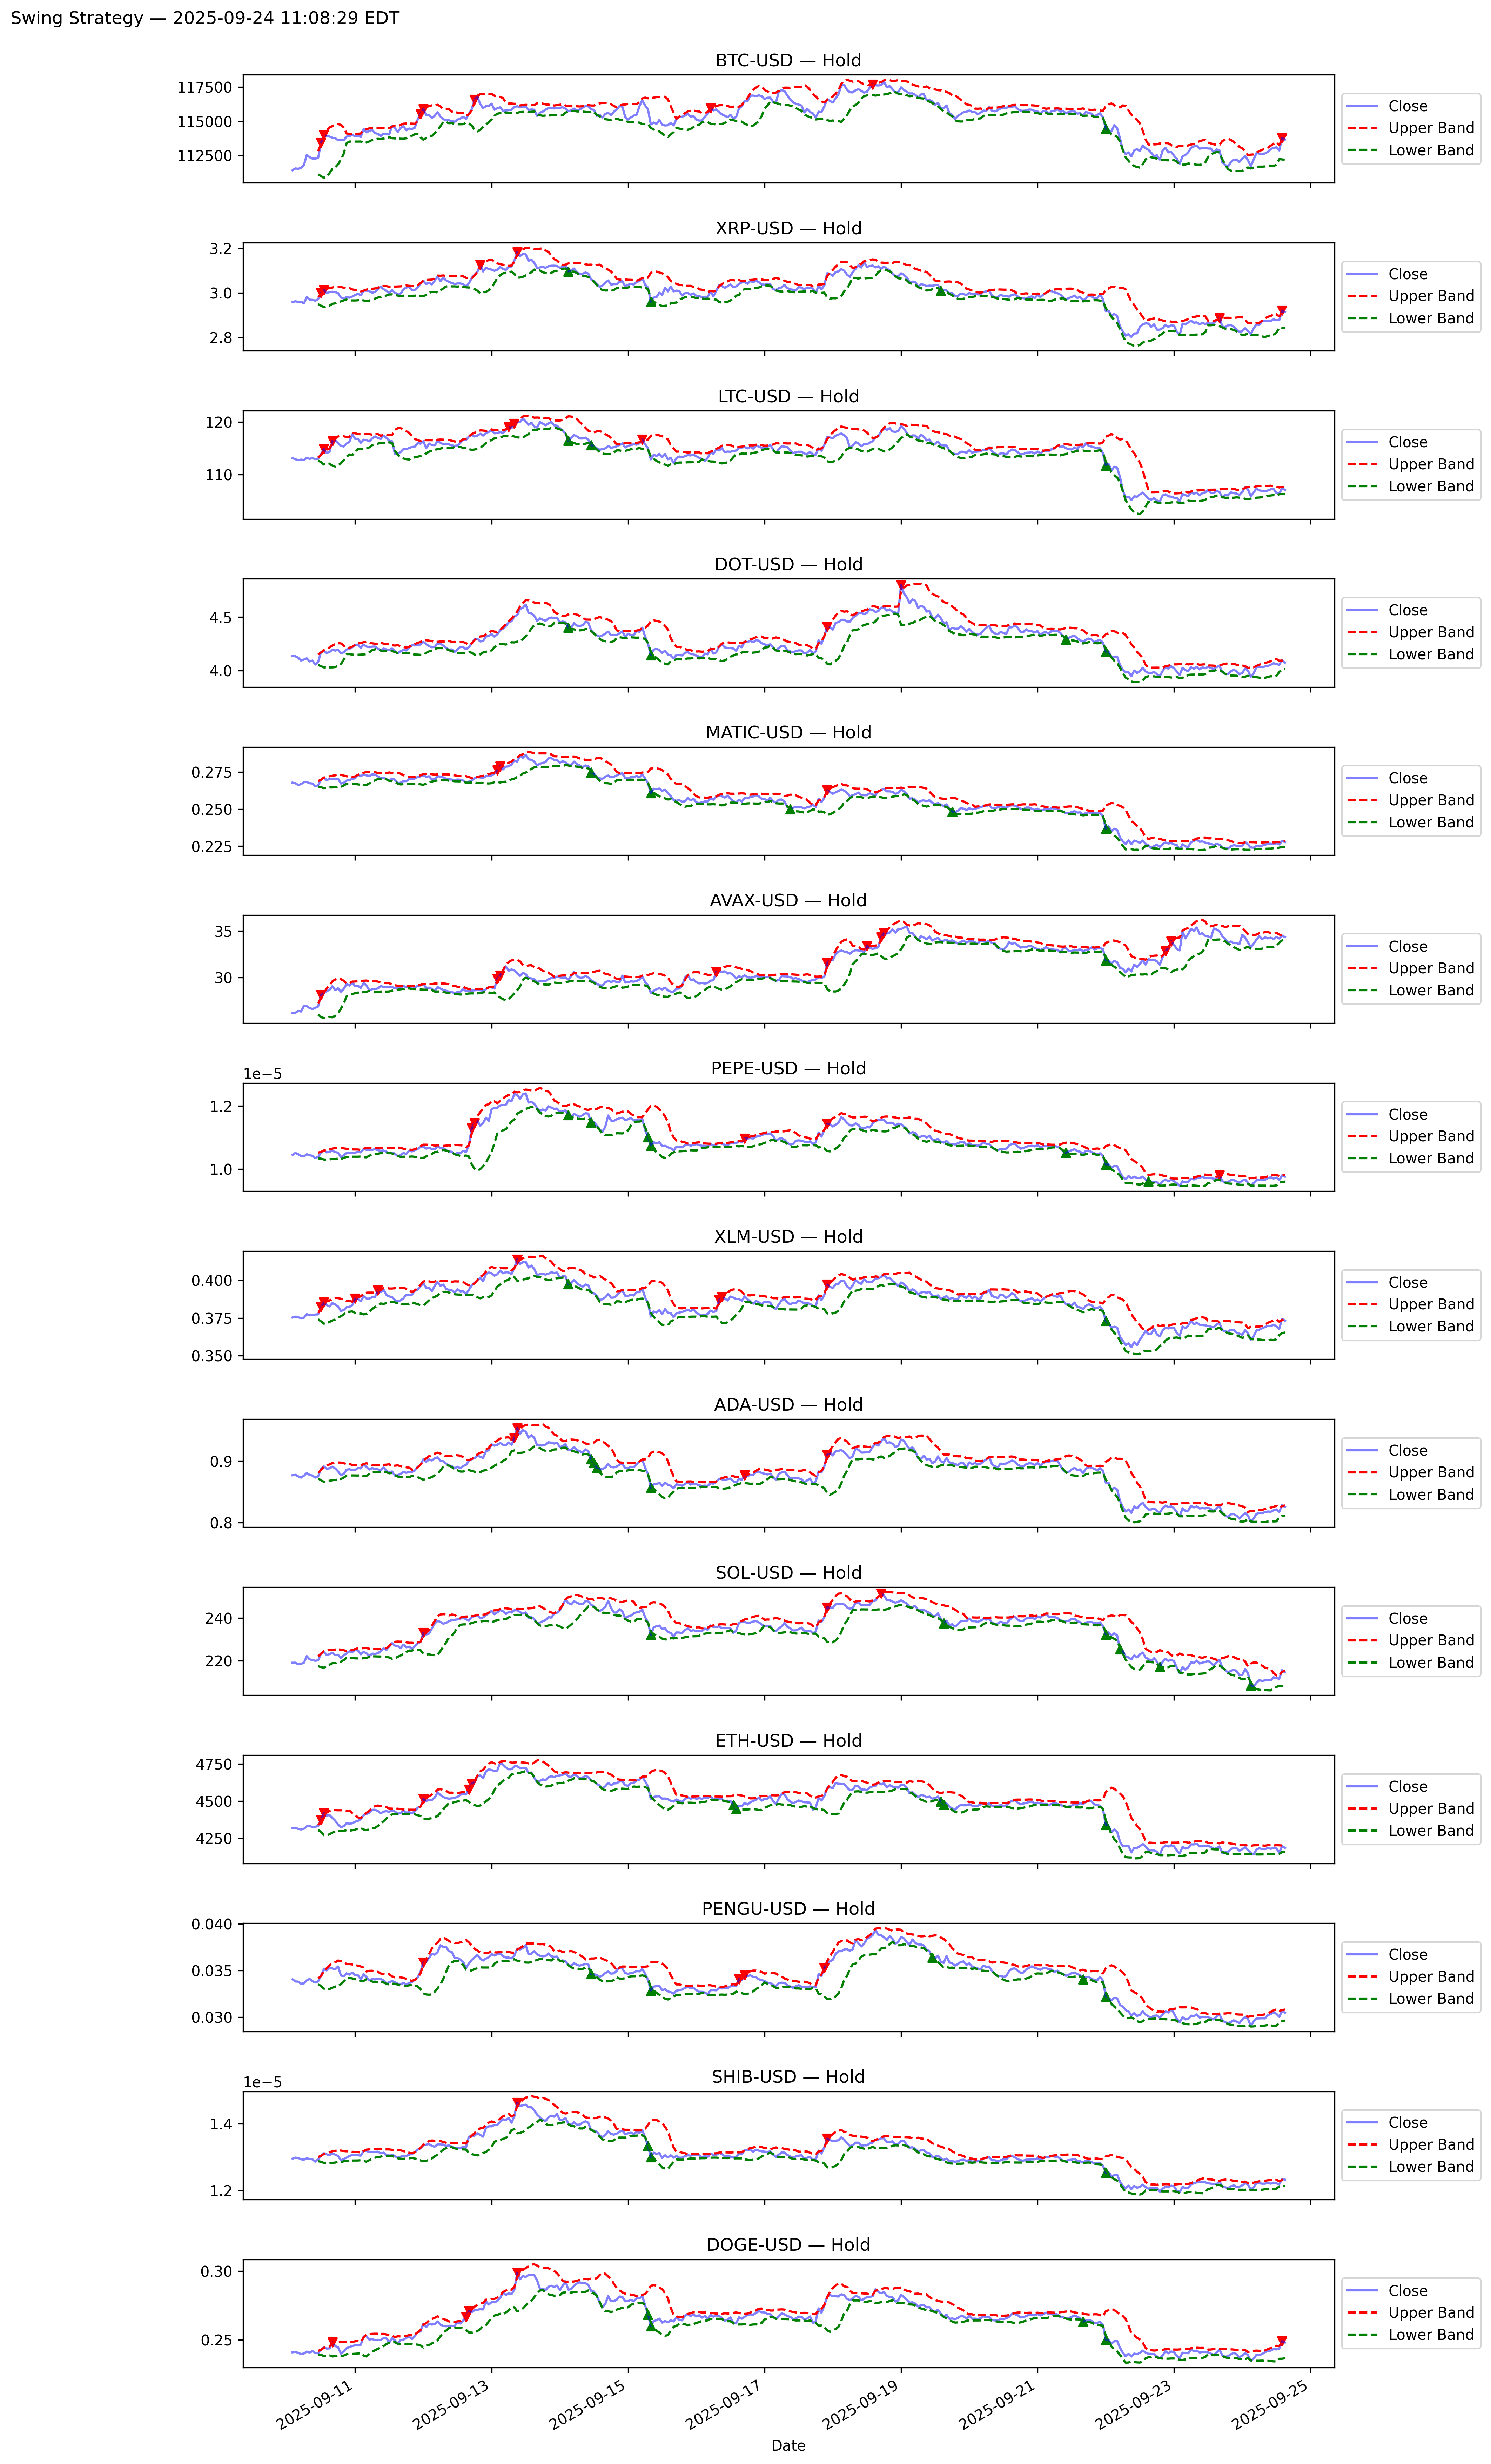 Swing Strategy — 2025-09-24 11:08:29 EDT
BTC-USD — Hold
117500
115000
112500
Close
Upper Band
Lower Band
XRP-USD — Hold
3.2
3.0
2.8
Close
Upper Band
Lower Band
LTC-USD — Hold
120
110
Close
Upper Band
Lower Band
DOT-USD — Hold
4.5
4.0
Close
Upper Band
Lower Band
MATIC-USD — Hold
0.275
0.250
0.225
Close
Upper Band
Lower Band
AVAX-USD — Hold
35
30
Close
Upper Band
Lower Band
PEPE-USD — Hold
1e−5
1.2
1.0
Close
Upper Band
Lower Band
XLM-USD — Hold
0.400
0.375
0.350
Close
Upper Band
Lower Band
ADA-USD — Hold
0.9
0.8
Close
Upper Band
Lower Band
SOL-USD — Hold
240
220
Close
Upper Band
Lower Band
ETH-USD — Hold
4750
4500
4250
Close
Upper Band
Lower Band
PENGU-USD — Hold
0.040
0.035
0.030
Close
Upper Band
Lower Band
SHIB-USD — Hold
1e−5
1.4
1.2
Close
Upper Band
Lower Band
DOGE-USD — Hold
0.30
0.25
Close
Upper Band
Lower Band
2025-09-11
2025-09-13
2025-09-15
2025-09-17
2025-09-19
2025-09-21
2025-09-23
2025-09-25
Date